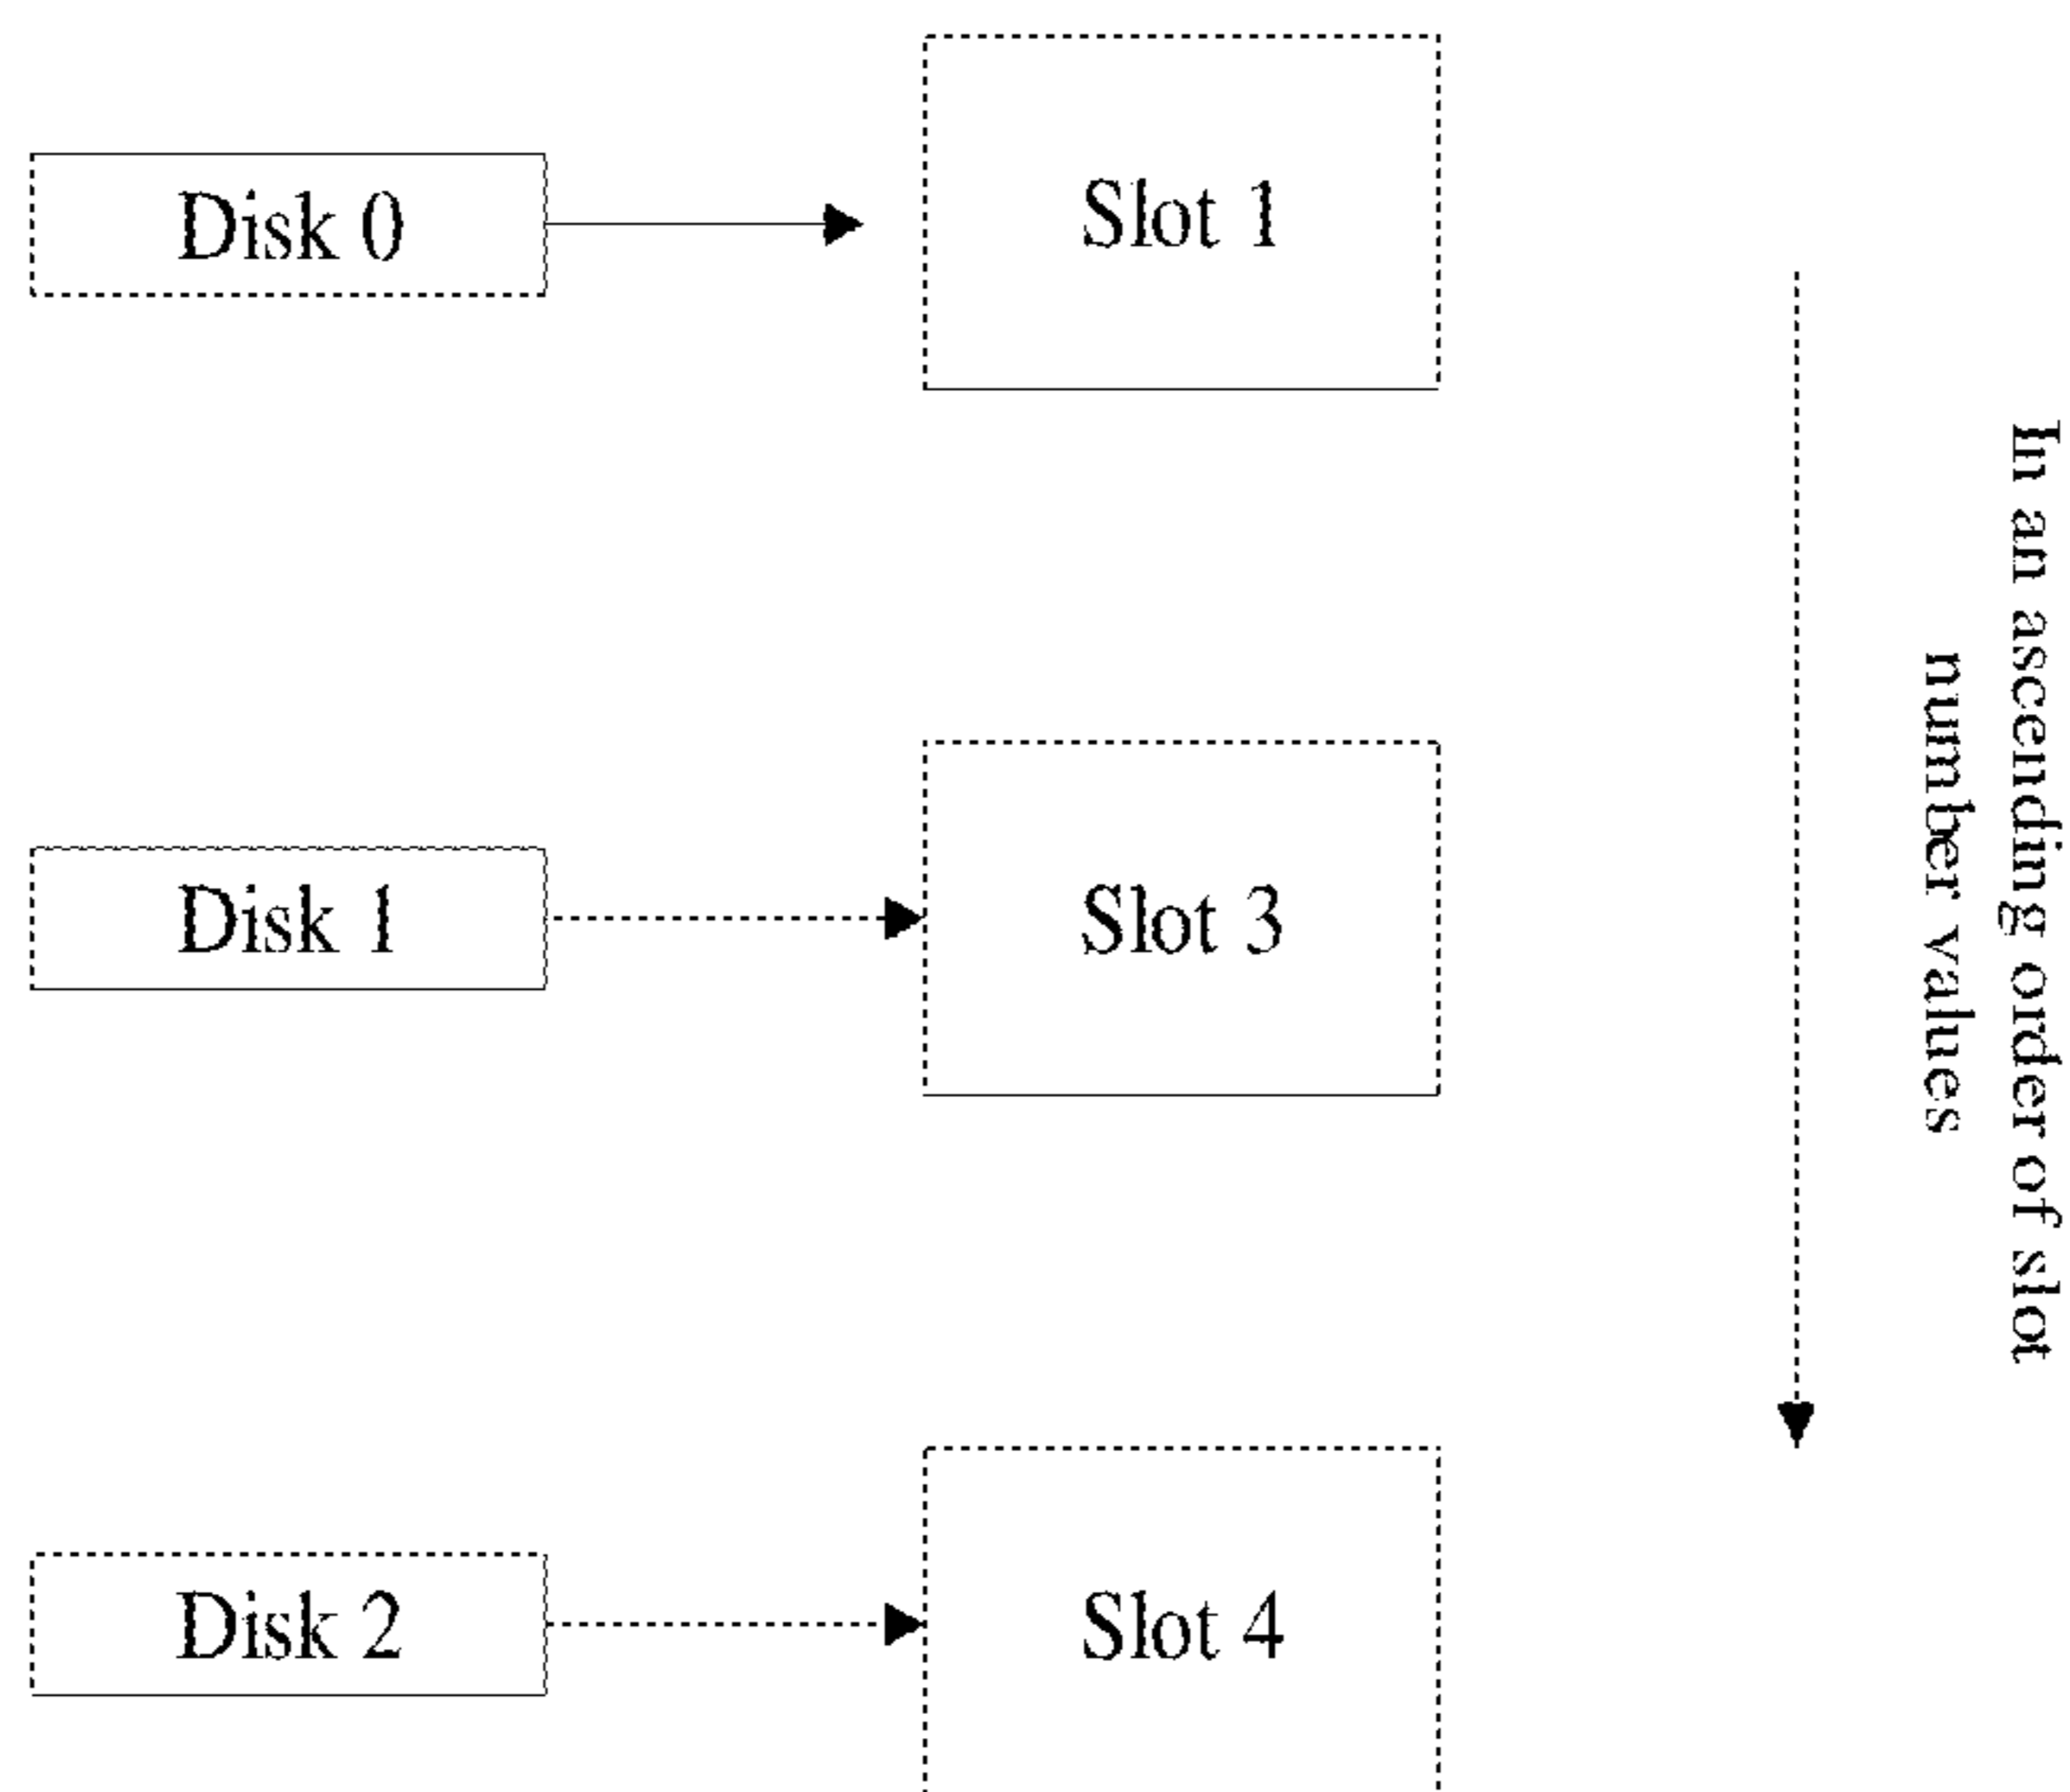 Disk 0
Slot 1
Disk 1
Slot 3
Disk 2
Slot 4
In an ascending order of slot
number values